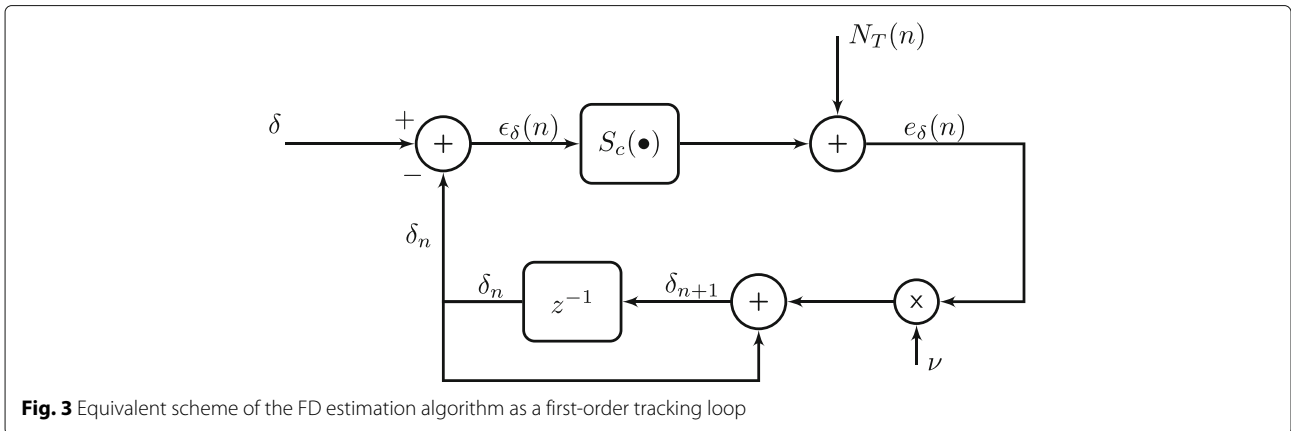 N_T(n)
δ
+
+
ϵ_δ(n)
S_c(•)
+
e_δ(n)
−
δ_n
δ_n
z^{−1}
δ_{n+1}
+
x
ν
Fig. 3 Equivalent scheme of the FD estimation algorithm as a first-order tracking loop